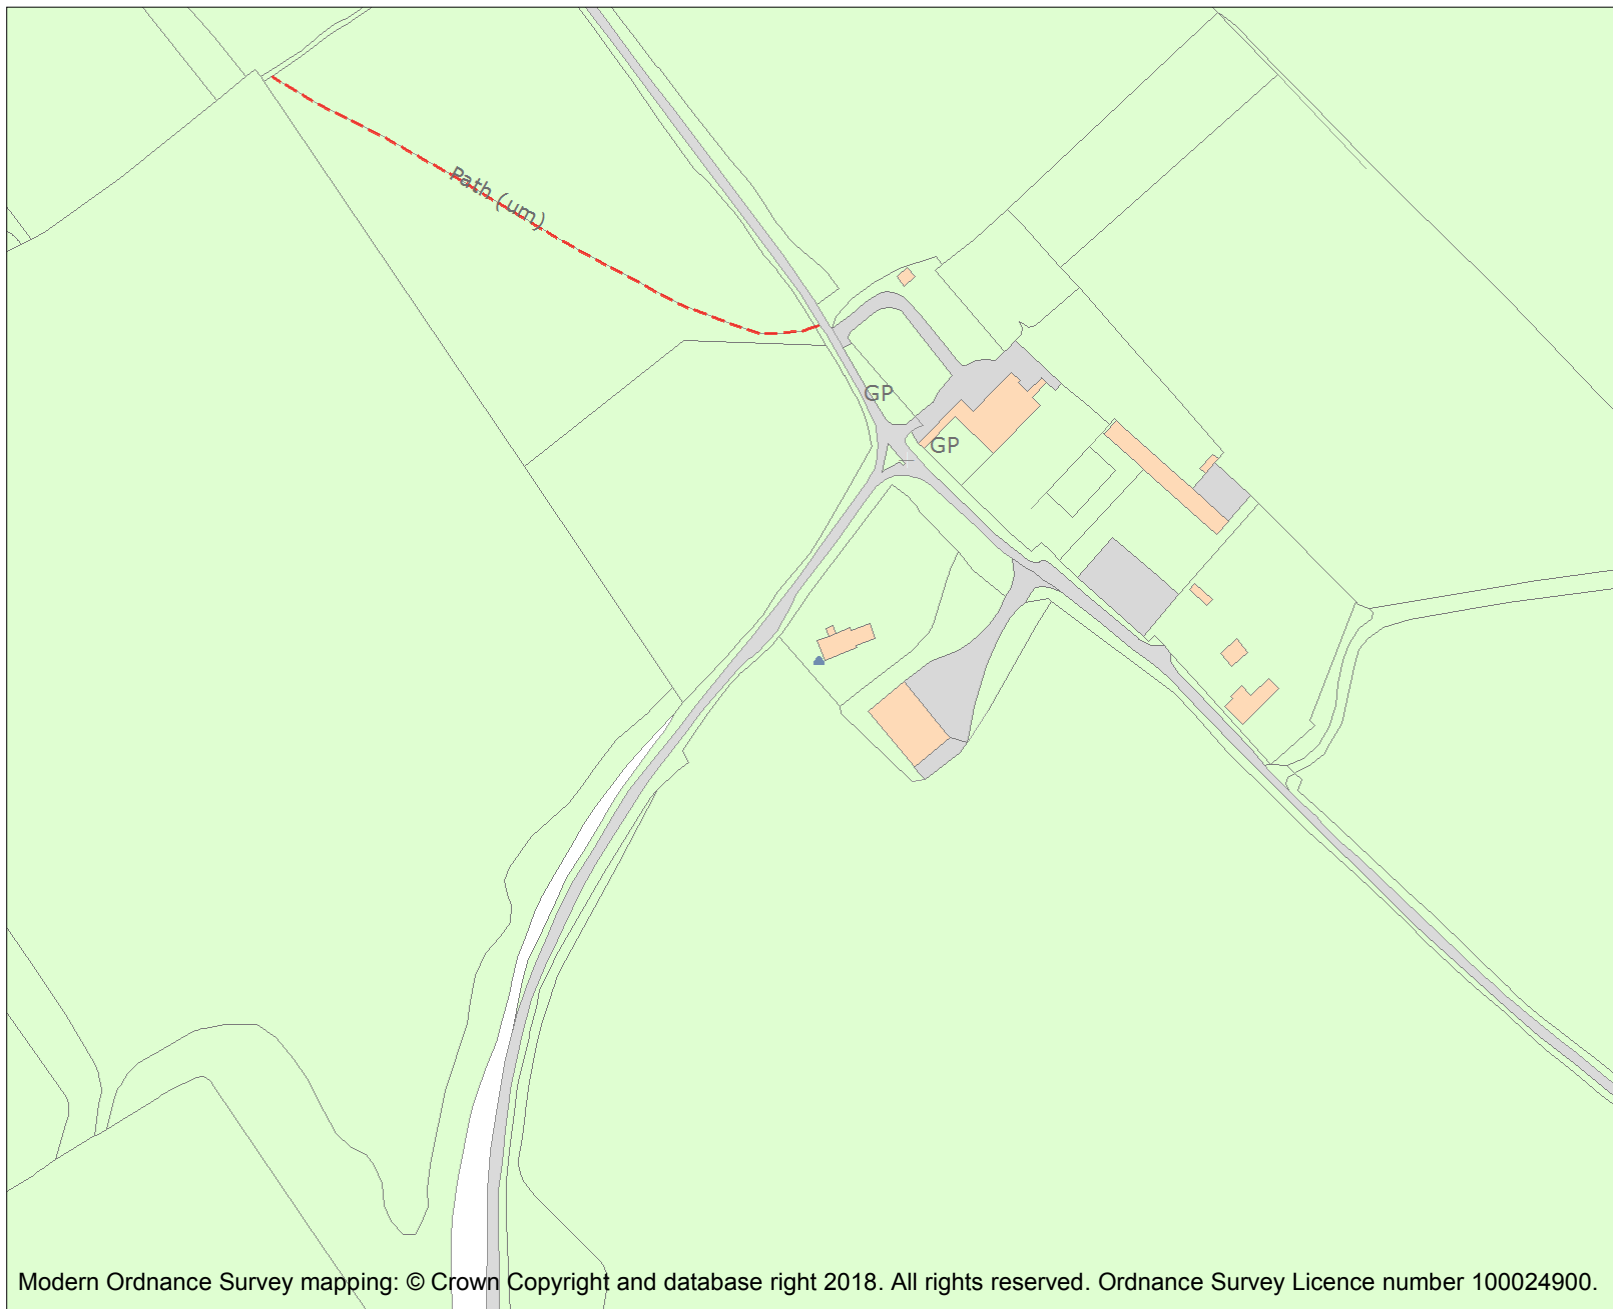 Path (um)
GP
GP
Modern Ordnance Survey mapping: © Crown Copyright and database right 2018. All rights reserved. Ordnance Survey Licence number 100024900.